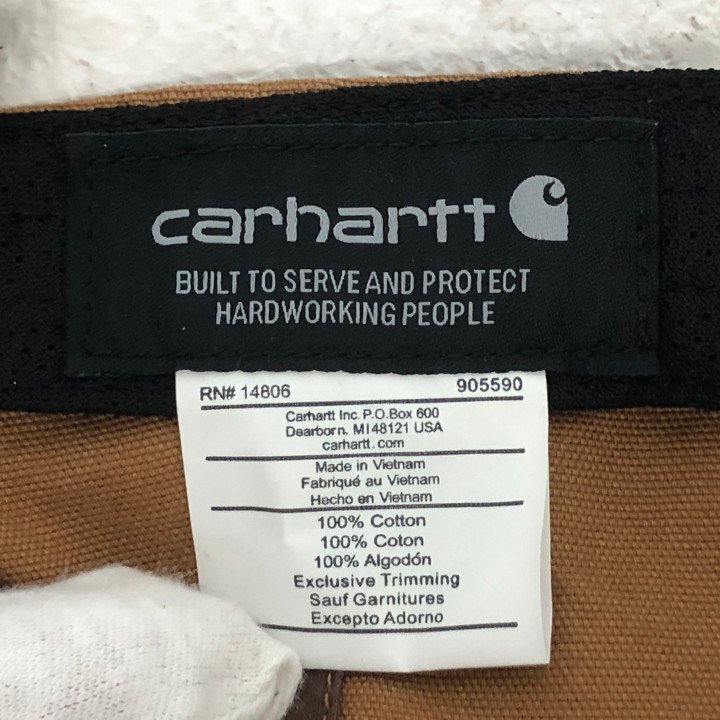 carhartt
BUILT TO SERVE AND PROTECT
HARDWORKING PEOPLE
RN# 14806 905590
Carhartt Inc. P.O.Box 600
Dearborn. MI 48121 USA
carhartt.com
Made in Vietnam
Fabriqué au Vietnam
Hecho en Vietnam
100% Cotton
100% Coton
100% Algodón
Exclusive Trimming
Sauf Garnitures
Excepto Adorno